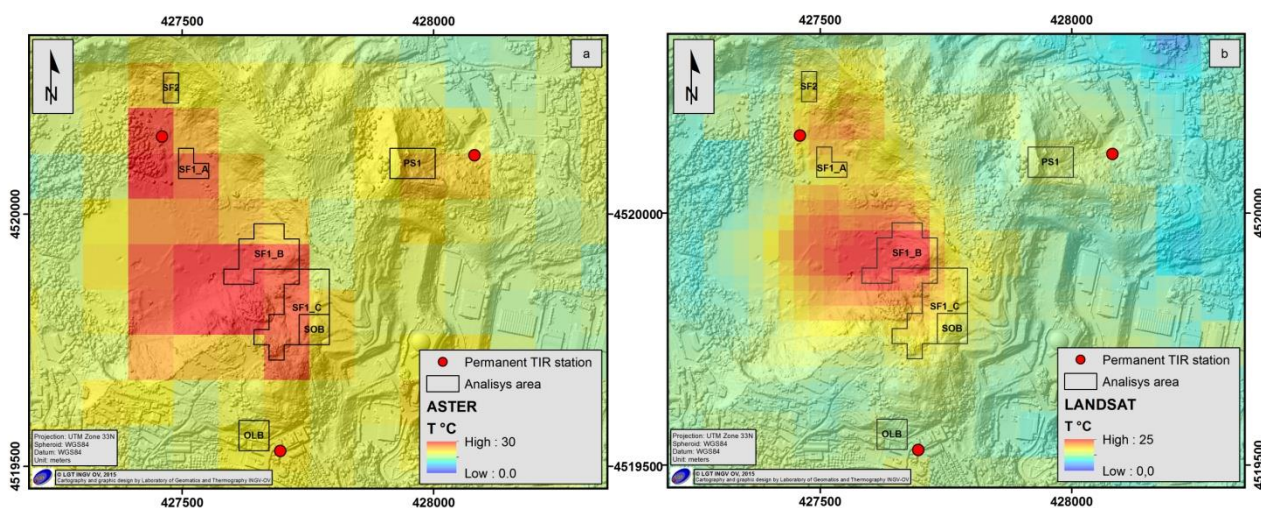 427500
428000
a
N
SF2
SF1_A
PS1
4520000
SF1_B
SF1_C
SOB
OLB
4519500
Permanent TIR station
Analisys area
ASTER
T °C
High : 30
Low : 0.0
Projection: UTM Zone 33N
Spheroid: WGS84
Datum: WGS84
Unit: meters
© LGT INGV OV, 2015
Cartography and graphic design by Laboratory of Geomatics and Thermography INGV-OV
427500
428000
427500
428000
b
N
SF2
SF1_A
PS1
4520000
4520000
SF1_B
SF1_C
SOB
OLB
4519500
4519500
Permanent TIR station
Analisys area
LANDSAT
T °C
High : 25
Low : 0,0
Projection: UTM Zone 33N
Spheroid: WGS84
Datum: WGS84
Unit: meters
© LGT INGV OV, 2015
Cartography and graphic design by Laboratory of Geomatics and Thermography INGV-OV
427500
428000